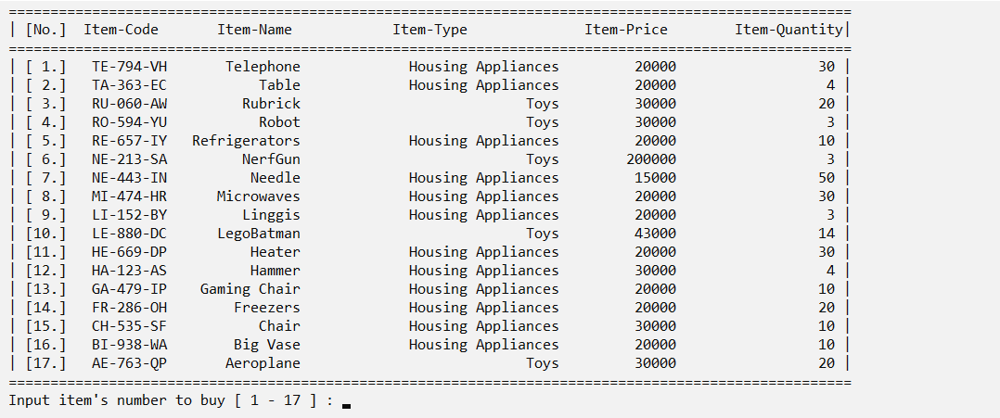 =====================================================================================================
| [No.]  Item-Code       Item-Name            Item-Type              Item-Price        Item-Quantity|
=====================================================================================================
| [ 1.]   TE-794-VH       Telephone             Housing Appliances         20000                 30 |
| [ 2.]   TA-363-EC           Table             Housing Appliances         20000                  4 |
| [ 3.]   RU-060-AW         Rubrick                           Toys         30000                 20 |
| [ 4.]   RO-594-YU           Robot                           Toys         30000                  3 |
| [ 5.]   RE-657-IY   Refrigerators             Housing Appliances         20000                 10 |
| [ 6.]   NE-213-SA         NerfGun                           Toys        200000                  3 |
| [ 7.]   NE-443-IN          Needle             Housing Appliances         15000                 50 |
| [ 8.]   MI-474-HR      Microwaves             Housing Appliances         20000                 30 |
| [ 9.]   LI-152-BY         Linggis             Housing Appliances         20000                  3 |
| [10.]   LE-880-DC      LegoBatman                           Toys         43000                 14 |
| [11.]   HE-669-DP          Heater             Housing Appliances         20000                 30 |
| [12.]   HA-123-AS          Hammer             Housing Appliances         30000                  4 |
| [13.]   GA-479-IP    Gaming Chair             Housing Appliances         20000                 10 |
| [14.]   FR-286-OH        Freezers             Housing Appliances         20000                 20 |
| [15.]   CH-535-SF           Chair             Housing Appliances         30000                 10 |
| [16.]   BI-938-WA        Big Vase             Housing Appliances         20000                 10 |
| [17.]   AE-763-QP       Aeroplane                           Toys         30000                 20 |
=====================================================================================================
Input item's number to buy [ 1 - 17 ] :